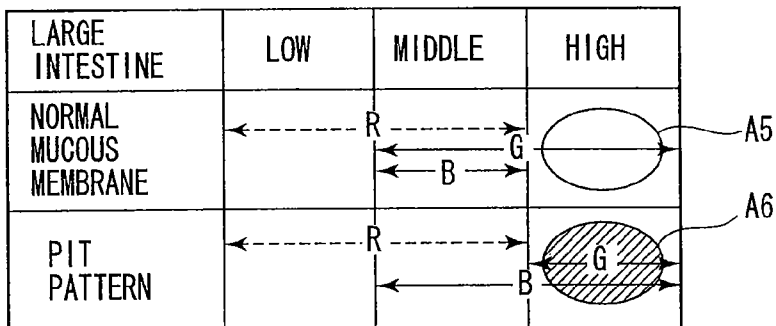 LARGE
INTESTINE
LOW
MIDDLE
HIGH
NORMAL
MUCOUS
MEMBRANE
R
G
B
A5
PIT
PATTERN
R
G
B
A6